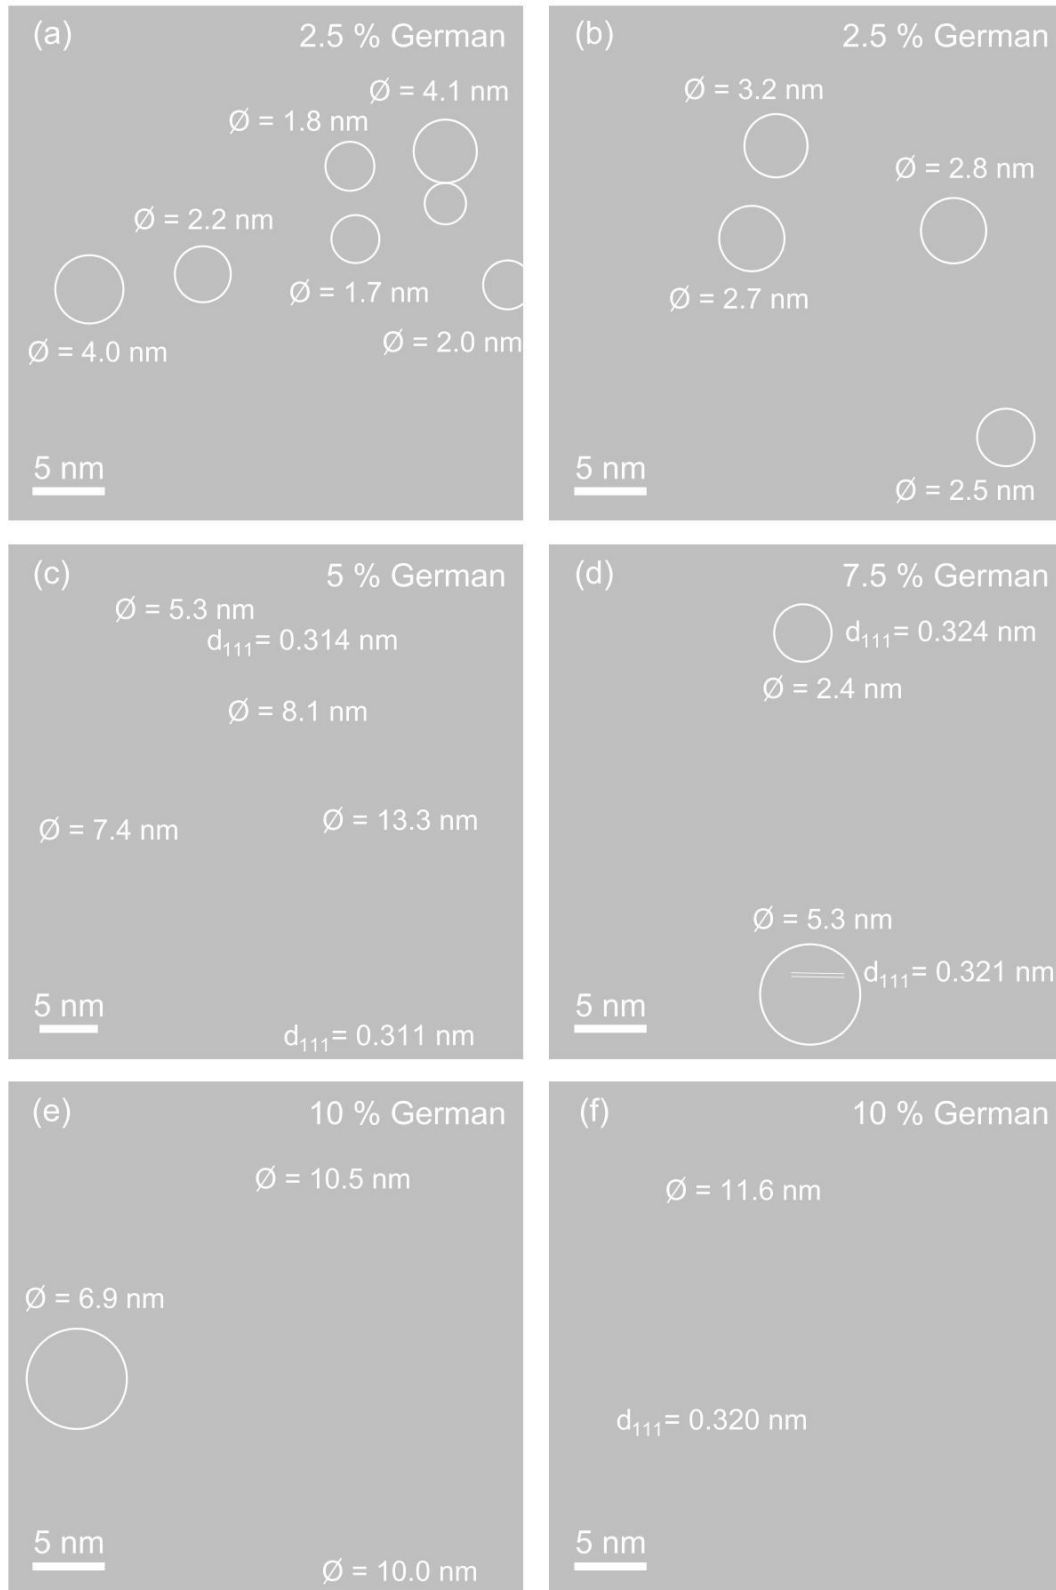 (a)
2.5 % German
Ø = 4.1 nm
Ø = 1.8 nm
Ø = 2.2 nm
Ø = 1.7 nm
Ø = 2.0 nm
Ø = 4.0 nm
5 nm
(b)
2.5 % German
Ø = 3.2 nm
Ø = 2.8 nm
Ø = 2.7 nm
Ø = 2.5 nm
5 nm
(c)
5 % German
Ø = 5.3 nm
d₁₁₁= 0.314 nm
Ø = 8.1 nm
Ø = 13.3 nm
Ø = 7.4 nm
5 nm
d₁₁₁= 0.311 nm
(d)
7.5 % German
d₁₁₁= 0.324 nm
Ø = 2.4 nm
Ø = 5.3 nm
d₁₁₁= 0.321 nm
5 nm
(e)
10 % German
Ø = 10.5 nm
Ø = 6.9 nm
5 nm
Ø = 10.0 nm
(f)
10 % German
Ø = 11.6 nm
d₁₁₁= 0.320 nm
5 nm